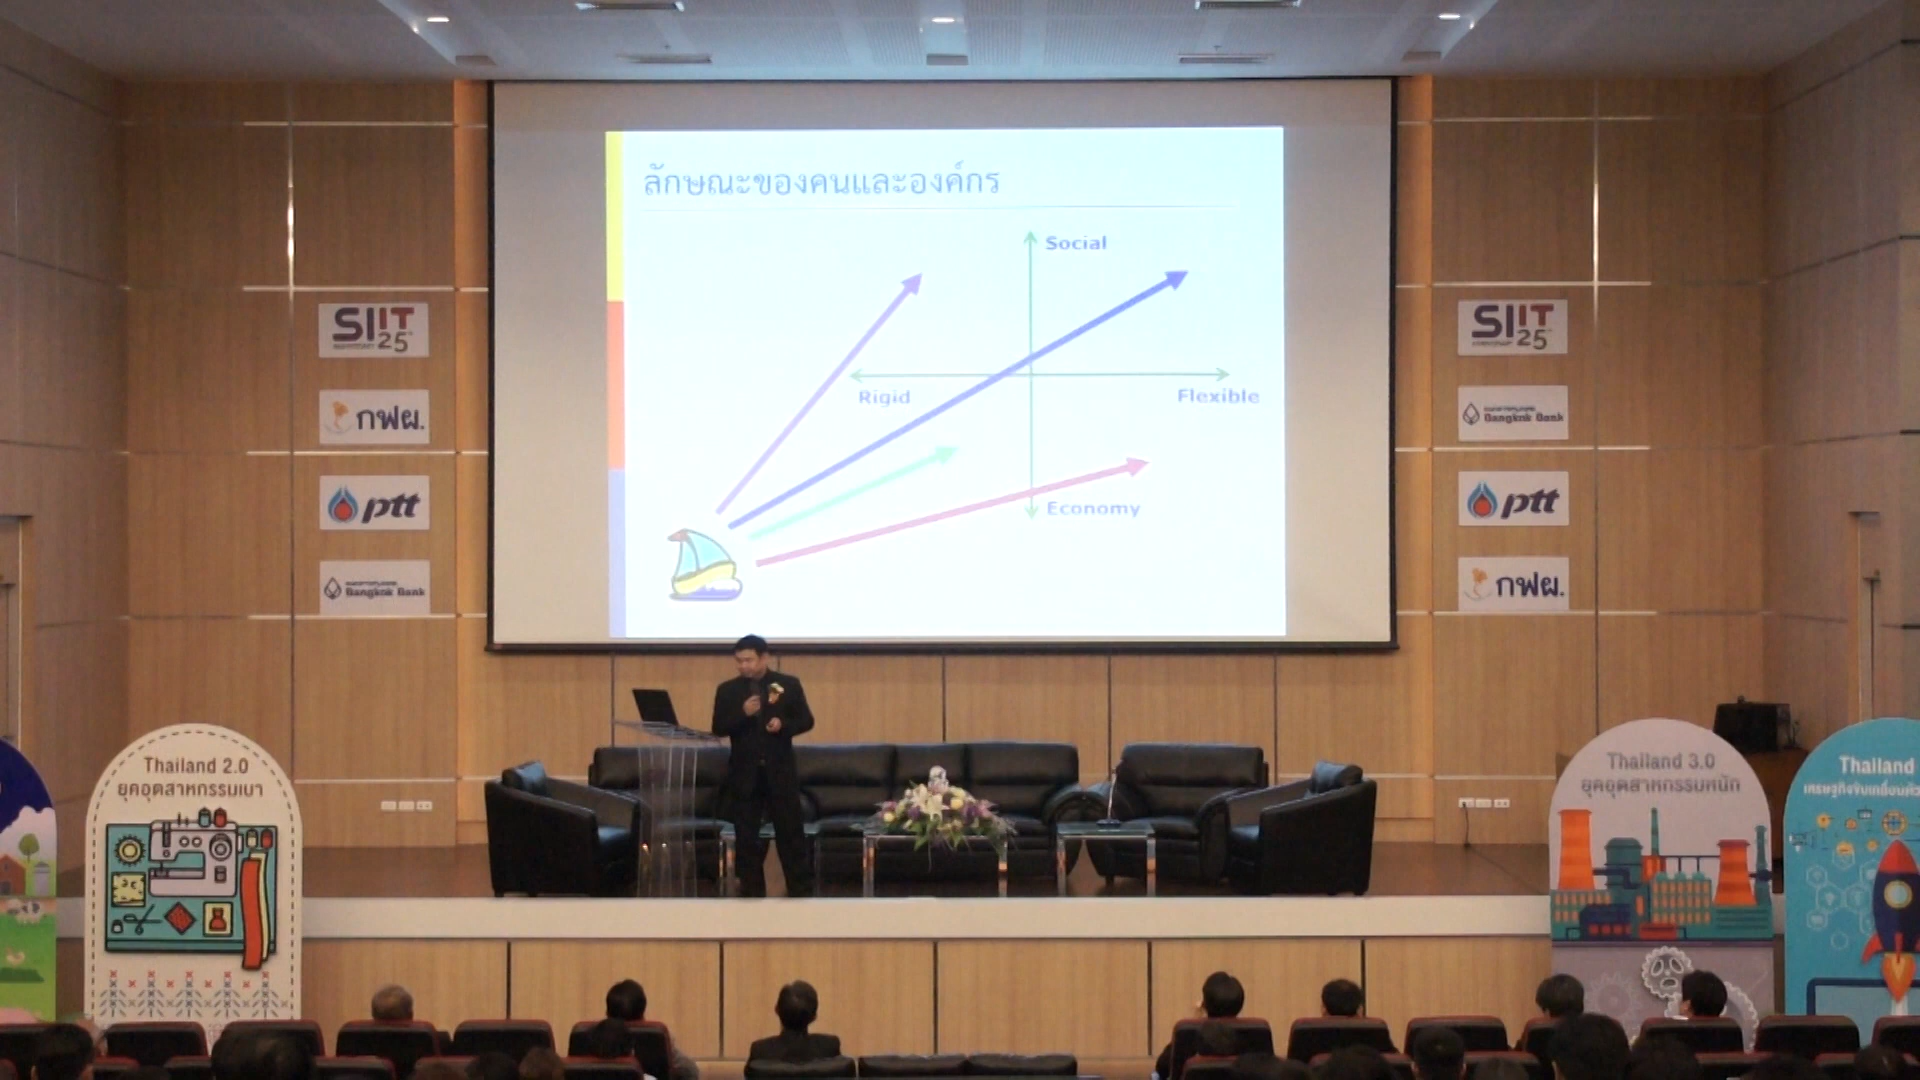 ลักษณะของคนและองค์กร
Social
Rigid
Flexible
Economy
SIIT
25
กฟผ.
ptt
Bangkok Bank
SIIT
25
Bangkok Bank
ptt
กฟผ.
Thailand 2.0
ยุคอุตสาหกรรมเบา
Thailand 3.0
ยุคอุตสาหกรรมหนัก
Thailand